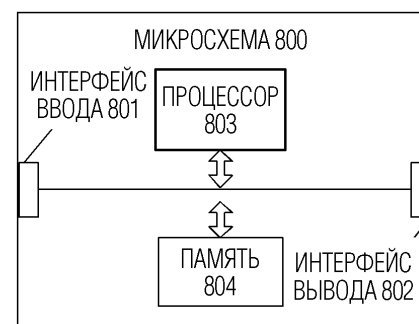 МИКРОСХЕМА 800
ИНТЕРФЕЙС
ВВОДА 801
ПРОЦЕССОР
803
ПАМЯТЬ
804
ИНТЕРФЕЙС
ВЫВОДА 802